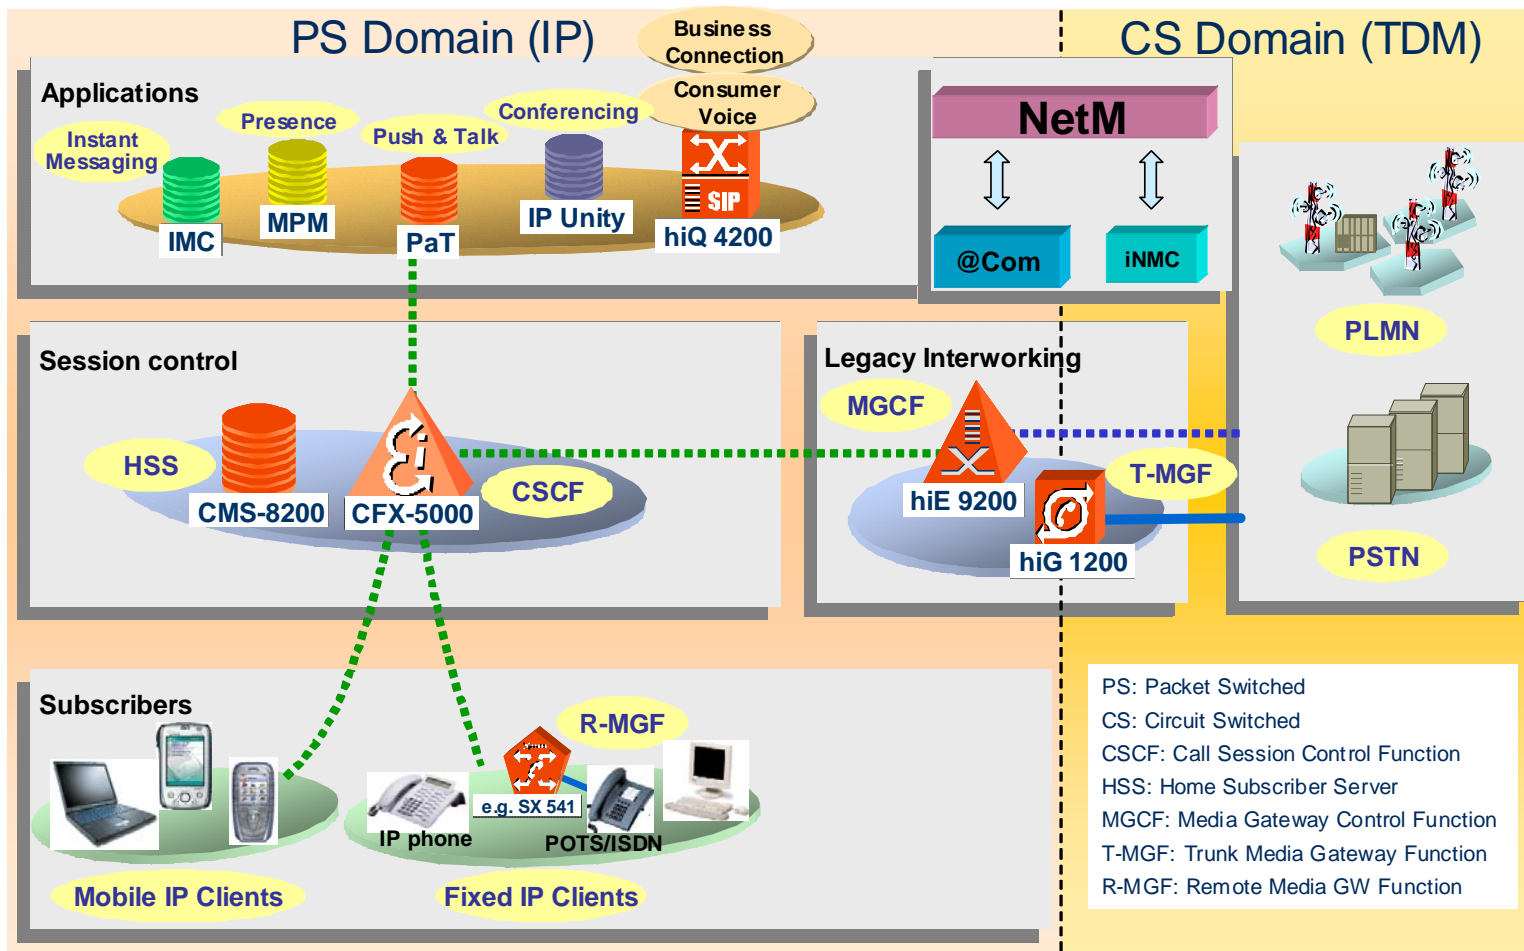 PS Domain (IP)
CS Domain (TDM)
Business
Connection
Consumer
Voice
Applications
Instant
Messaging
Presence
Push & Talk
Conferencing
IMC
MPM
PaT
IP Unity
SIP
hiQ 4200
NetM
@Com
iNMC
PLMN
PSTN
Session control
HSS
CMS-8200
CFX-5000
CSCF
Legacy Interworking
MGCF
hiE 9200
T-MGF
hiG 1200
Subscribers
R-MGF
e.g. SX 541
IP phone
POTS/ISDN
Mobile IP Clients
Fixed IP Clients
PS: Packet Switched
CS: Circuit Switched
CSCF: Call Session Control Function
HSS: Home Subscriber Server
MGCF: Media Gateway Control Function
T-MGF: Trunk Media Gateway Function
R-MGF: Remote Media GW Function